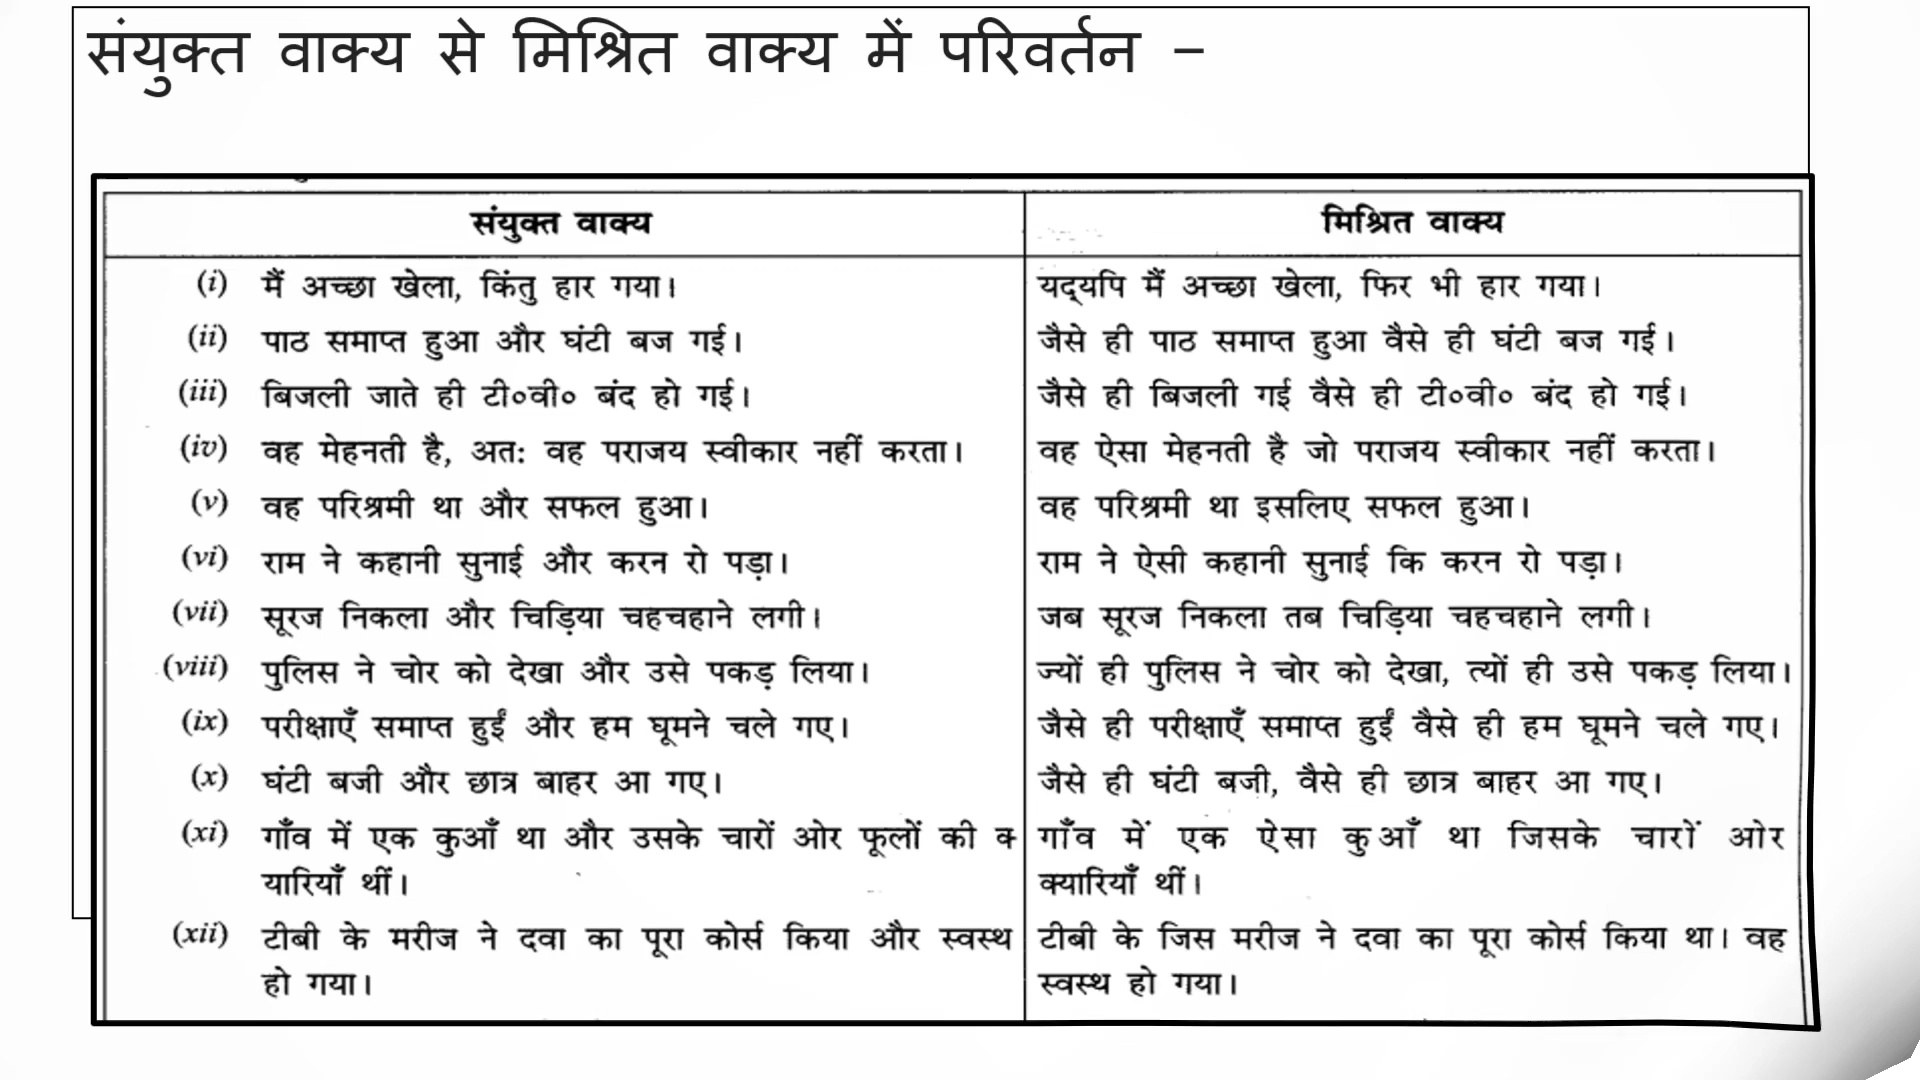 संयुक्त वाक्य से मिश्रित वाक्य में परिवर्तन –
संयुक्त वाक्य मिश्रित वाक्य
(i) मैं अच्छा खेला, किंतु हार गया। यद्यपि मैं अच्छा खेला, फिर भी हार गया।
(ii) पाठ समाप्त हुआ और घंटी बज गई। जैसे ही पाठ समाप्त हुआ वैसे ही घंटी बज गई।
(iii) बिजली जाते ही टी०वी० बंद हो गई। जैसे ही बिजली गई वैसे ही टी०वी० बंद हो गई।
(iv) वह मेहनती है, अतः वह पराजय स्वीकार नहीं करता। वह ऐसा मेहनती है जो पराजय स्वीकार नहीं करता।
(v) वह परिश्रमी था और सफल हुआ। वह परिश्रमी था इसलिए सफल हुआ।
(vi) राम ने कहानी सुनाई और करन रो पड़ा। राम ने ऐसी कहानी सुनाई कि करन रो पड़ा।
(vii) सूरज निकला और चिड़िया चहचहाने लगी। जब सूरज निकला तब चिड़िया चहचहाने लगी।
(viii) पुलिस ने चोर को देखा और उसे पकड़ लिया। ज्यों ही पुलिस ने चोर को देखा, त्यों ही उसे पकड़ लिया।
(ix) परीक्षाएँ समाप्त हुईं और हम घूमने चले गए। जैसे ही परीक्षाएँ समाप्त हुईं वैसे ही हम घूमने चले गए।
(x) घंटी बजी और छात्र बाहर आ गए। जैसे ही घंटी बजी, वैसे ही छात्र बाहर आ गए।
(xi) गाँव में एक कुआँ था और उसके चारों ओर फूलों की क्‍ गाँव में एक ऐसा कुआँ था जिसके चारों ओर
यारियाँ थीं। क्यारियाँ थीं।
(xii) टीबी के मरीज ने दवा का पूरा कोर्स किया और स्वस्थ टीबी के जिस मरीज ने दवा का पूरा कोर्स किया था। वह
हो गया। स्वस्थ हो गया।